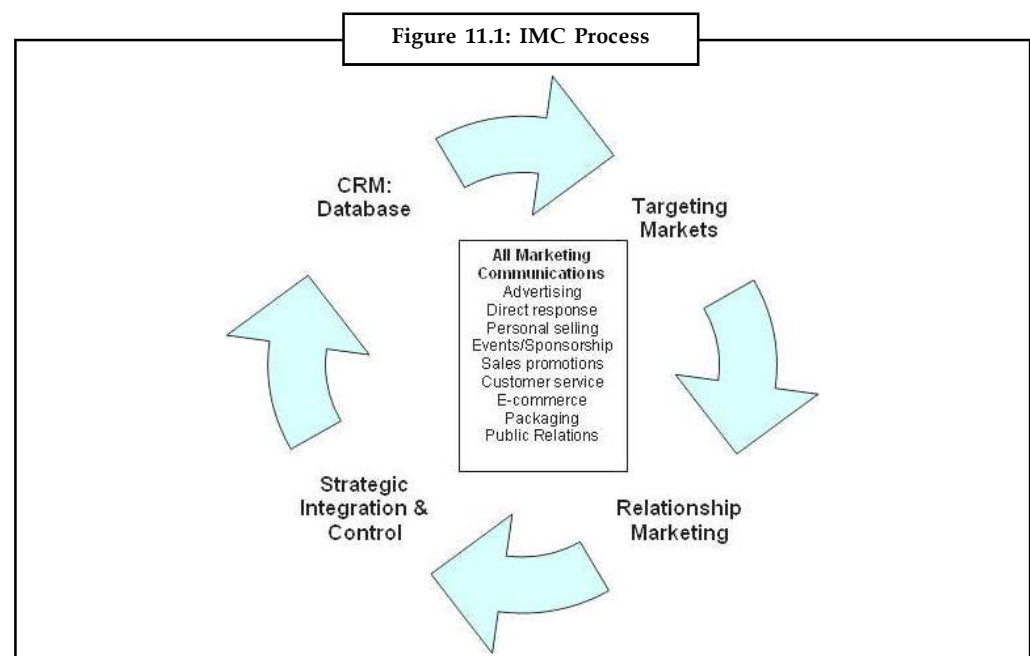 Figure 11.1: IMC Process
CRM:
Database
Targeting
Markets
All Marketing
Communications
Advertising
Direct response
Personal selling
Events/Sponsorship
Sales promotions
Customer service
E-commerce
Packaging
Public Relations
Strategic
Integration &
Control
Relationship
Marketing